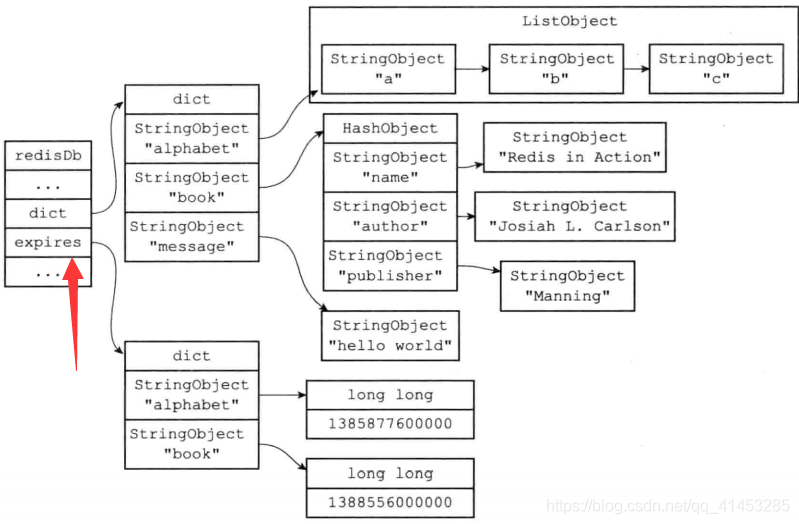 ListObject
StringObject
"a"
StringObject
"b"
StringObject
"c"
dict
StringObject
"alphabet"
StringObject
"book"
StringObject
"message"
HashObject
StringObject
"name"
StringObject
"author"
StringObject
"publisher"
StringObject
"Redis in Action"
StringObject
"Josiah L. Carlson"
StringObject
"Manning"
StringObject
"hello world"
redisDb
...
dict
expires
...
dict
StringObject
"alphabet"
StringObject
"book"
long long
1385877600000
long long
1388556000000
https://blog.csdn.net/qq_41453285